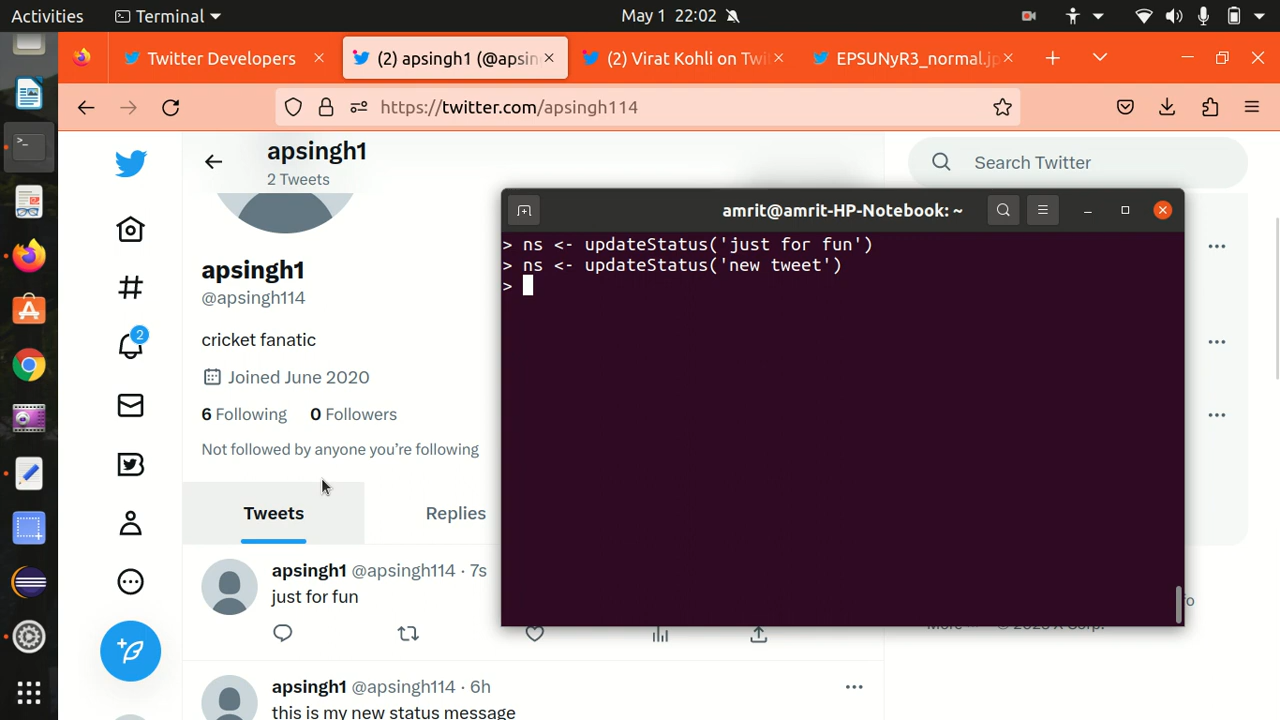 Activities
Terminal
May 1 22:02
Twitter Developers
(2) apsingh1 (@apsin
(2) Virat Kohli on Twi
EPSUNyR3_normal.jp
https://twitter.com/apsingh114
apsingh1
2 Tweets
Search Twitter
amrit@amrit-HP-Notebook: ~
> ns <- updateStatus('just for fun')
> ns <- updateStatus('new tweet')
>
apsingh1
@apsingh114
cricket fanatic
Joined June 2020
6 Following 0 Followers
Not followed by anyone you're following
2
Tweets
Replies
apsingh1 @apsingh114 · 7s
just for fun
apsingh1 @apsingh114 · 6h
this is my new status message